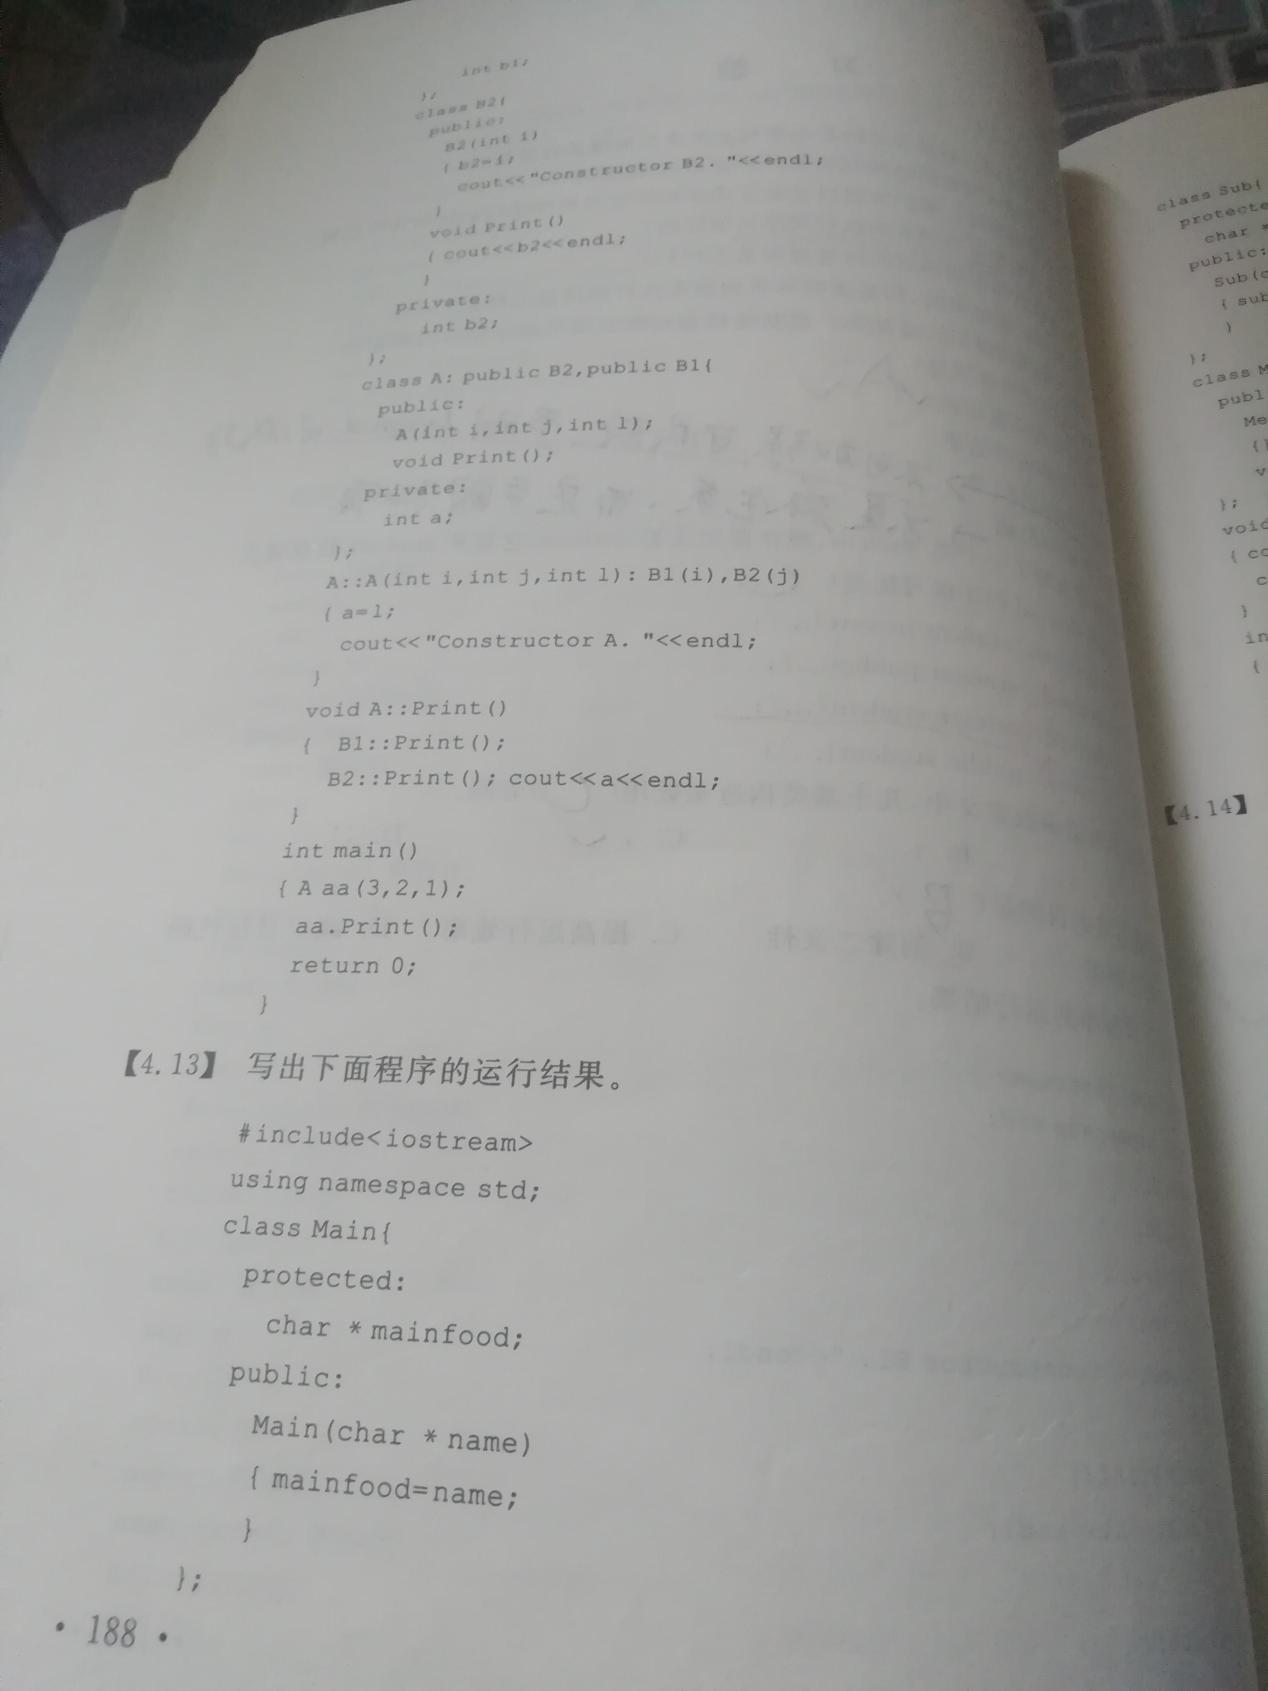 int b1;
};
class B2{
public:
B2(int i)
{ b2=i;
cout<<"Constructor B2. "<<endl;
}
void Print()
{ cout<<b2<<endl;
}
private:
int b2;
};
class A: public B2,public B1{
public:
A(int i,int j,int l);
void Print();
private:
int a;
};
A::A(int i,int j,int l): B1(i),B2(j)
{ a=l;
cout<<"Constructor A. "<<endl;
}
void A::Print()
{ B1::Print();
B2::Print(); cout<<a<<endl;
}
int main()
{ A aa(3,2,1);
aa.Print();
return 0;
}
【4.13】 写出下面程序的运行结果。
#include<iostream>
using namespace std;
class Main{
protected:
char * mainfood;
public:
Main(char * name)
{ mainfood=name;
}
};
· 188 ·
class Sub{
char *
public:
{ sub
}
};
class
};
void
}
{
【4.14】